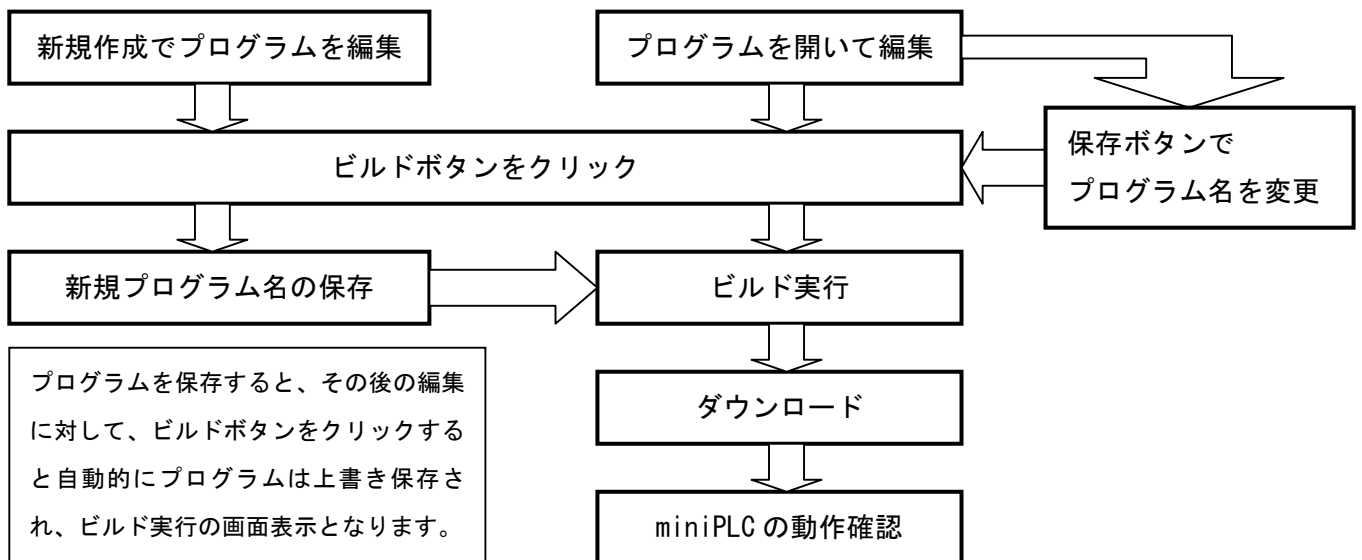 新規作成でプログラムを編集
プログラムを開いて編集
保存ボタンで
プログラム名を変更
ビルドボタンをクリック
新規プログラム名の保存
ビルド実行
プログラムを保存すると、その後の編集
に対して、ビルドボタンをクリックする
と自動的にプログラムは上書き保存さ
れ、ビルド実行の画面表示となります。
ダウンロード
miniPLCの動作確認